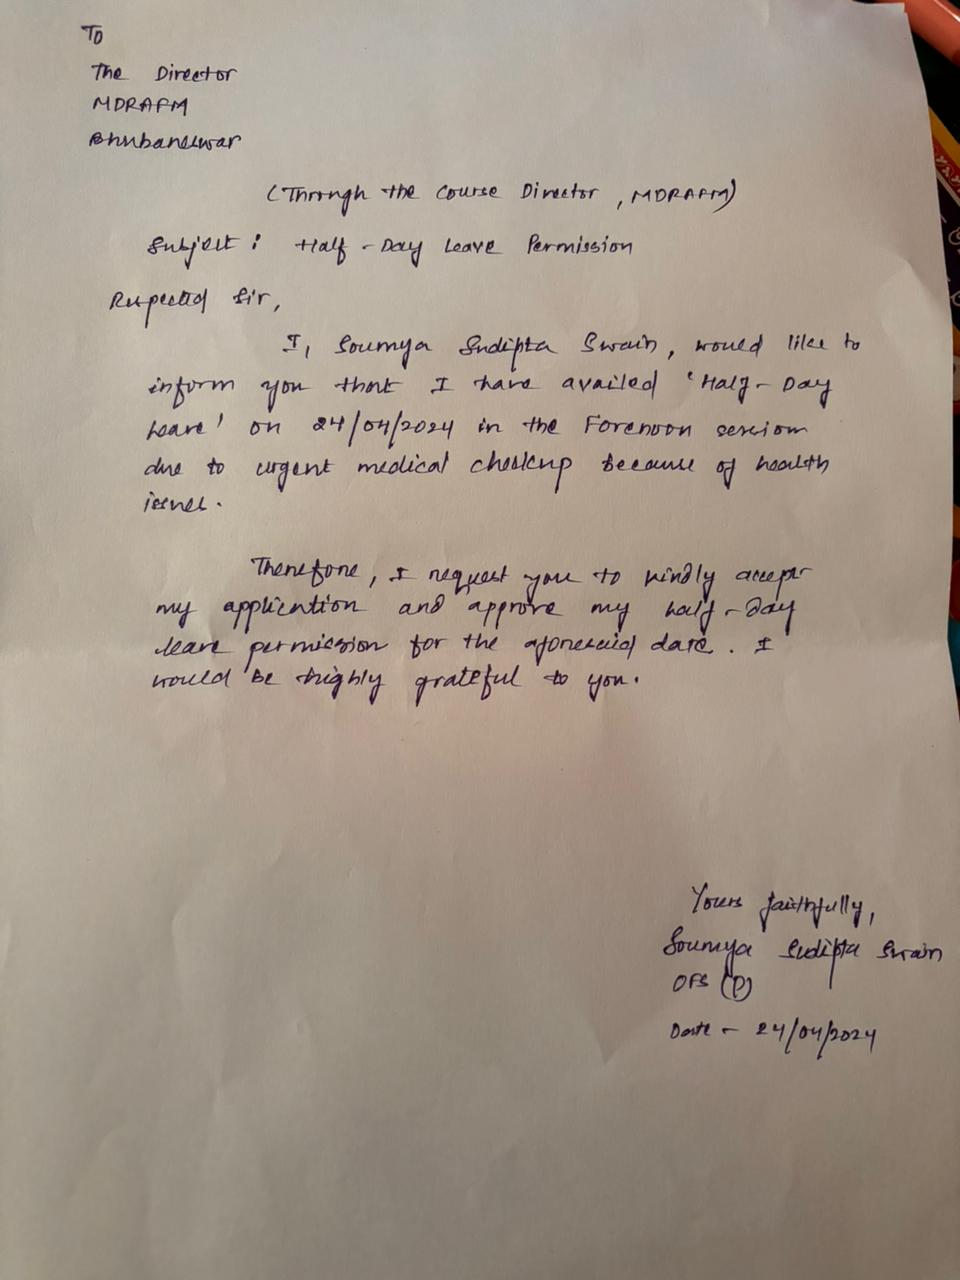 To
The Director
MDRAFM
Bhubaneswar
(Through the Course Director, MDRAFM)
Subject: Half-Day Leave Permission
Respected Sir,
I, Soumya Sudipta Swain, would like to
inform you that I have availed 'Half-Day
Leave' on 24/04/2024 in the Forenoon session
due to urgent medical checkup because of health
issues.
Therefore, I request you to kindly accept
my application and approve my half-day
leave permission for the aforesaid date. I
would be highly grateful to you.
Yours faithfully,
Soumya Sudipta Swain
OFS (P)
Date - 24/04/2024